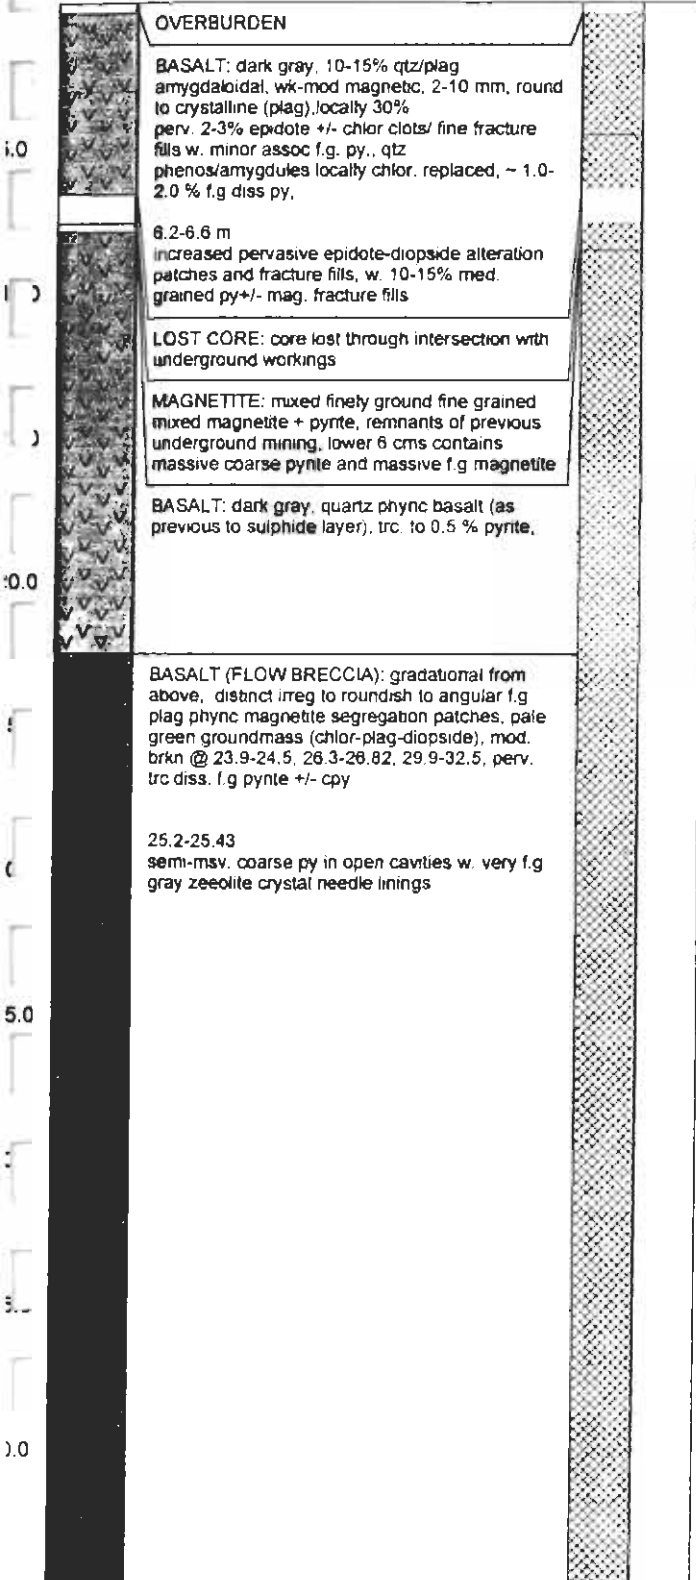 OVERBURDEN
BASALT: dark gray, 10-15% qtz/plag
amygdaloidal, wk-mod magnetic, 2-10 mm, round
to crystalline (plag),locally 30%
perv. 2-3% epidote +/- chlor clots/ fine fracture
fills w. minor assoc f.g. py,, qtz
phenos/amygdules locally chlor. replaced, ~ 1.0-
2.0 % f.g diss py,
6.2-6.6 m
increased pervasive epidote-diopside alteration
patches and fracture fills, w. 10-15% med.
grained py+/- mag. fracture fills
LOST CORE: core lost through intersection with
underground workings
MAGNETITE: mixed finely ground fine grained
mixed magnetite + pyrite, remnants of previous
underground mining, lower 6 cms contains
massive coarse pyrite and massive f.g magnetite
BASALT: dark gray, quartz phyric basalt (as
previous to sulphide layer), trc. to 0.5 % pyrite,
BASALT (FLOW BRECCIA): gradational from
above, distinct irreg to roundish to angular f.g
plag phyric magnetite segregation patches, pale
green groundmass (chlor-plag-diopside), mod.
brkn @ 23.9-24.5, 26.3-26.82, 29.9-32.5, perv.
trc diss. f.g pyrite +/- cpy
25.2-25.43
semi-msv. coarse py in open cavities w. very f.g
gray zeeolite crystal needle linings
5.0